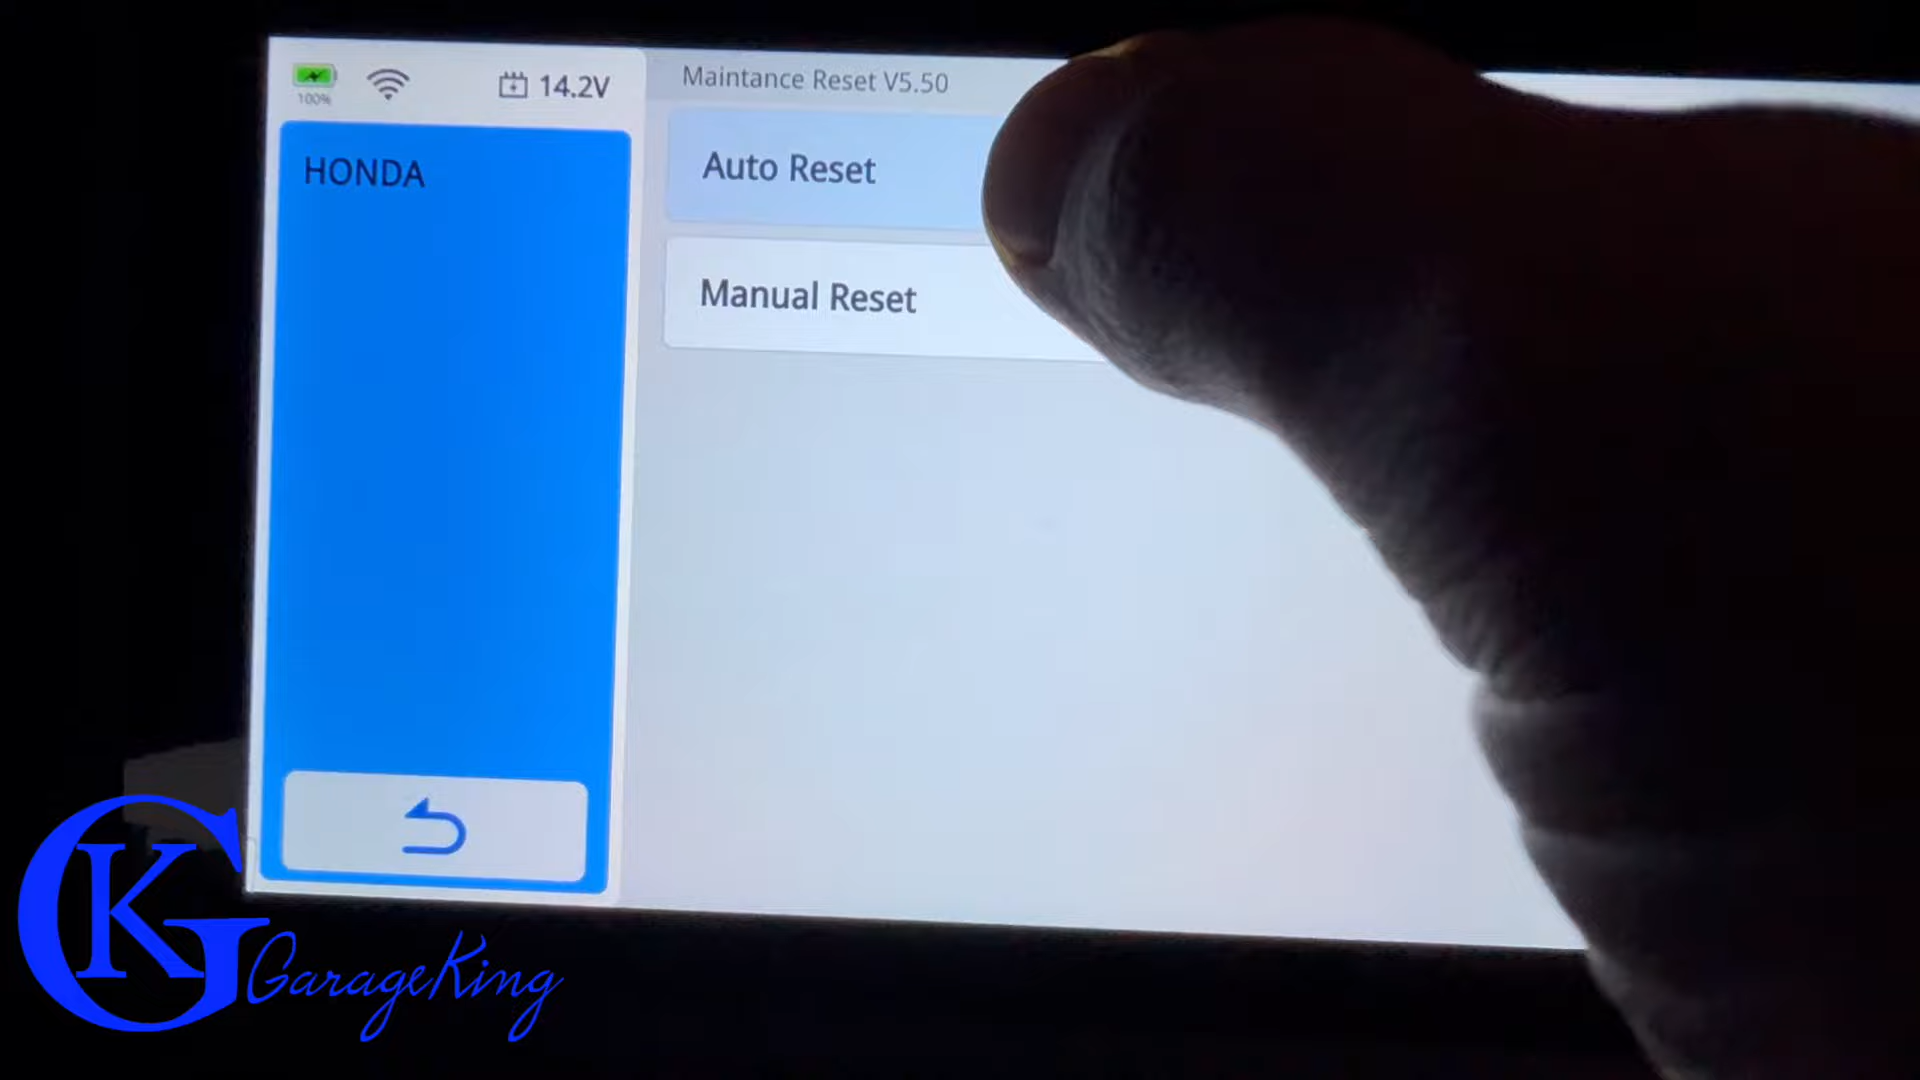 100%
14.2V
Maintance Reset V5.50
HONDA
Auto Reset
Manual Reset
GK
GarageKing